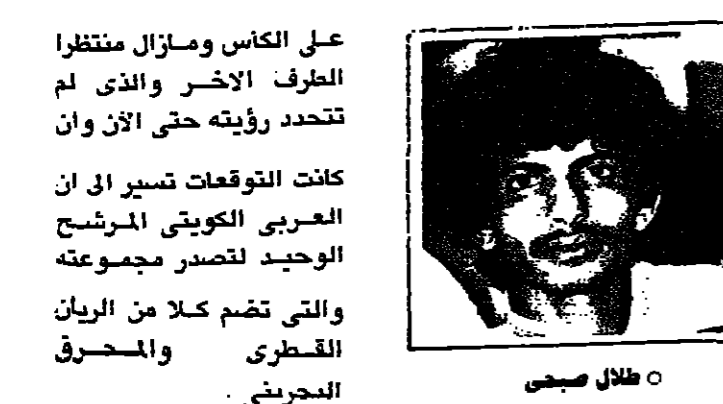 على الكأس ومازال منتظرا
الطرف الاخر والذى لم
تتحدد رؤيته حتى الآن وان
كانت التوقعات تسير الى ان
العربى الكويتى المرشح
الوحيد لتصدر مجموعته
والتى تضم كلا من الريان
القطرى والمحرق
البحرينى .
○ طلال صبحى